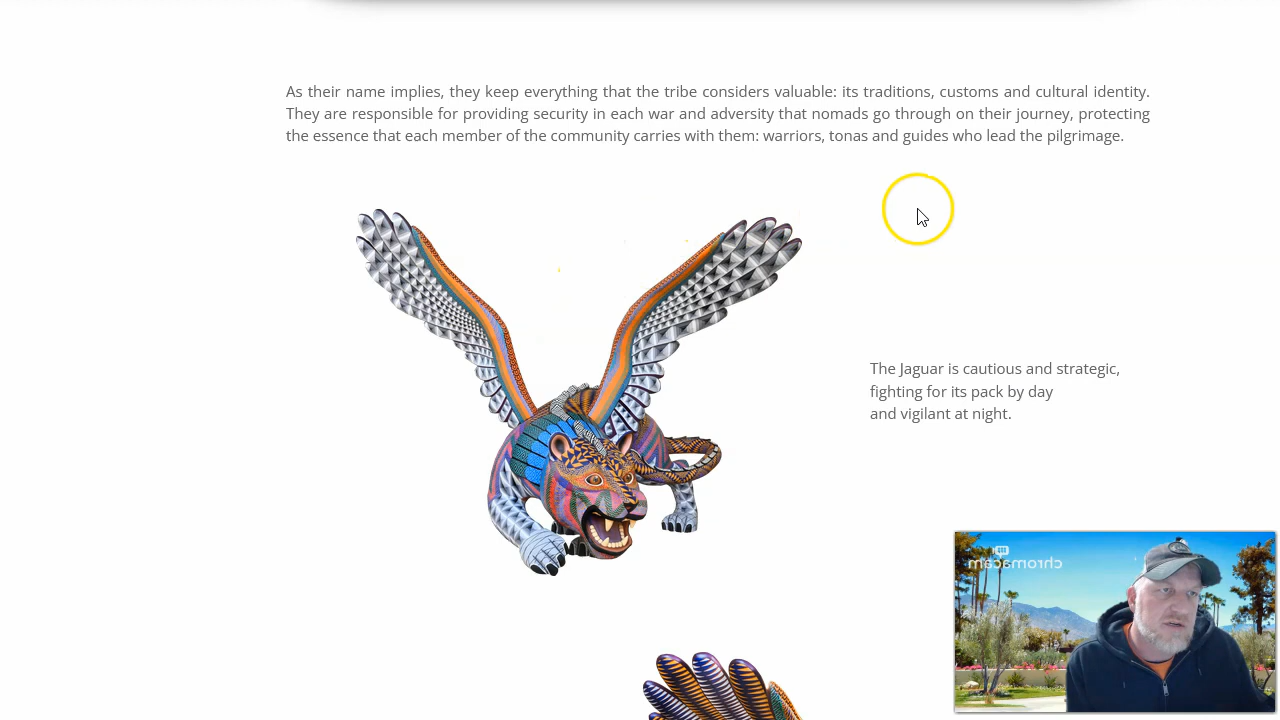 As their name implies, they keep everything that the tribe considers valuable: its traditions, customs and cultural identity.
They are responsible for providing security in each war and adversity that nomads go through on their journey, protecting
the essence that each member of the community carries with them: warriors, tonas and guides who lead the pilgrimage.
The Jaguar is cautious and strategic,
fighting for its pack by day
and vigilant at night.
chromacam